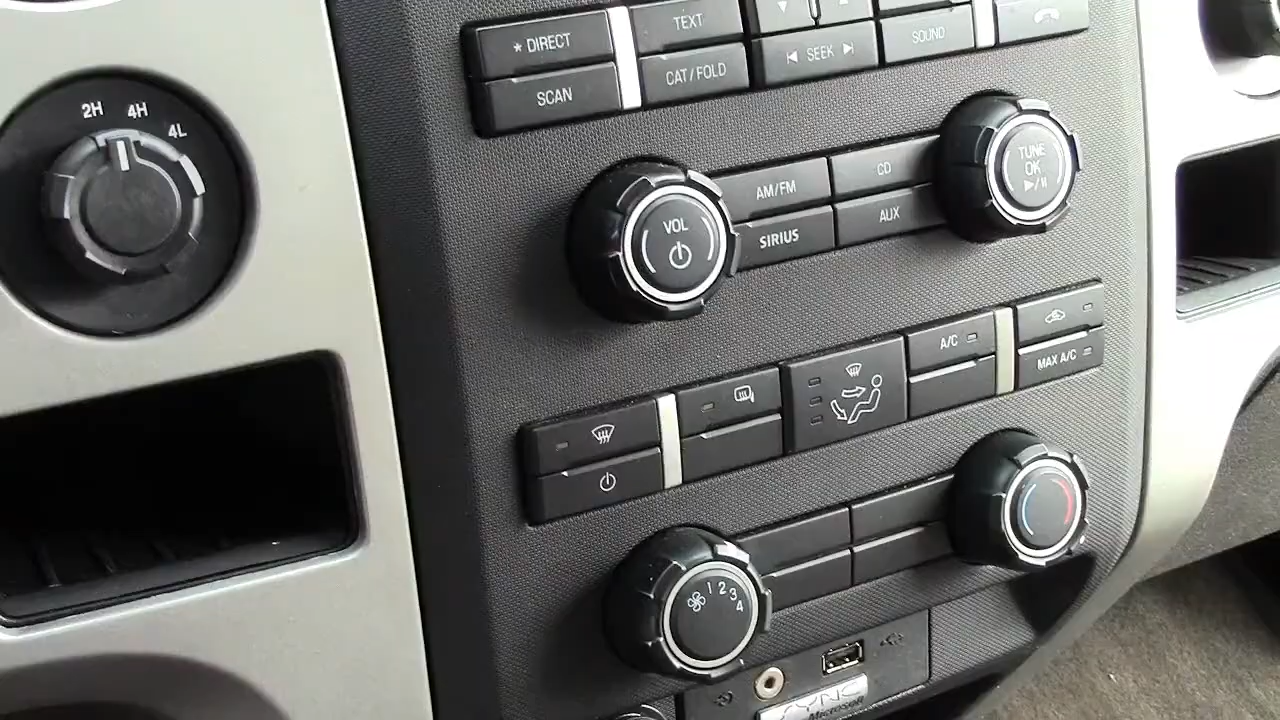 2H 4H 4L
* DIRECT
TEXT
SCAN
CAT / FOLD
SEEK
SOUND
VOL
AM/FM
CD
SIRIUS
AUX
TUNE
OK
A/C
MAX A/C
1 2 3 4
SYNC
Microsoft